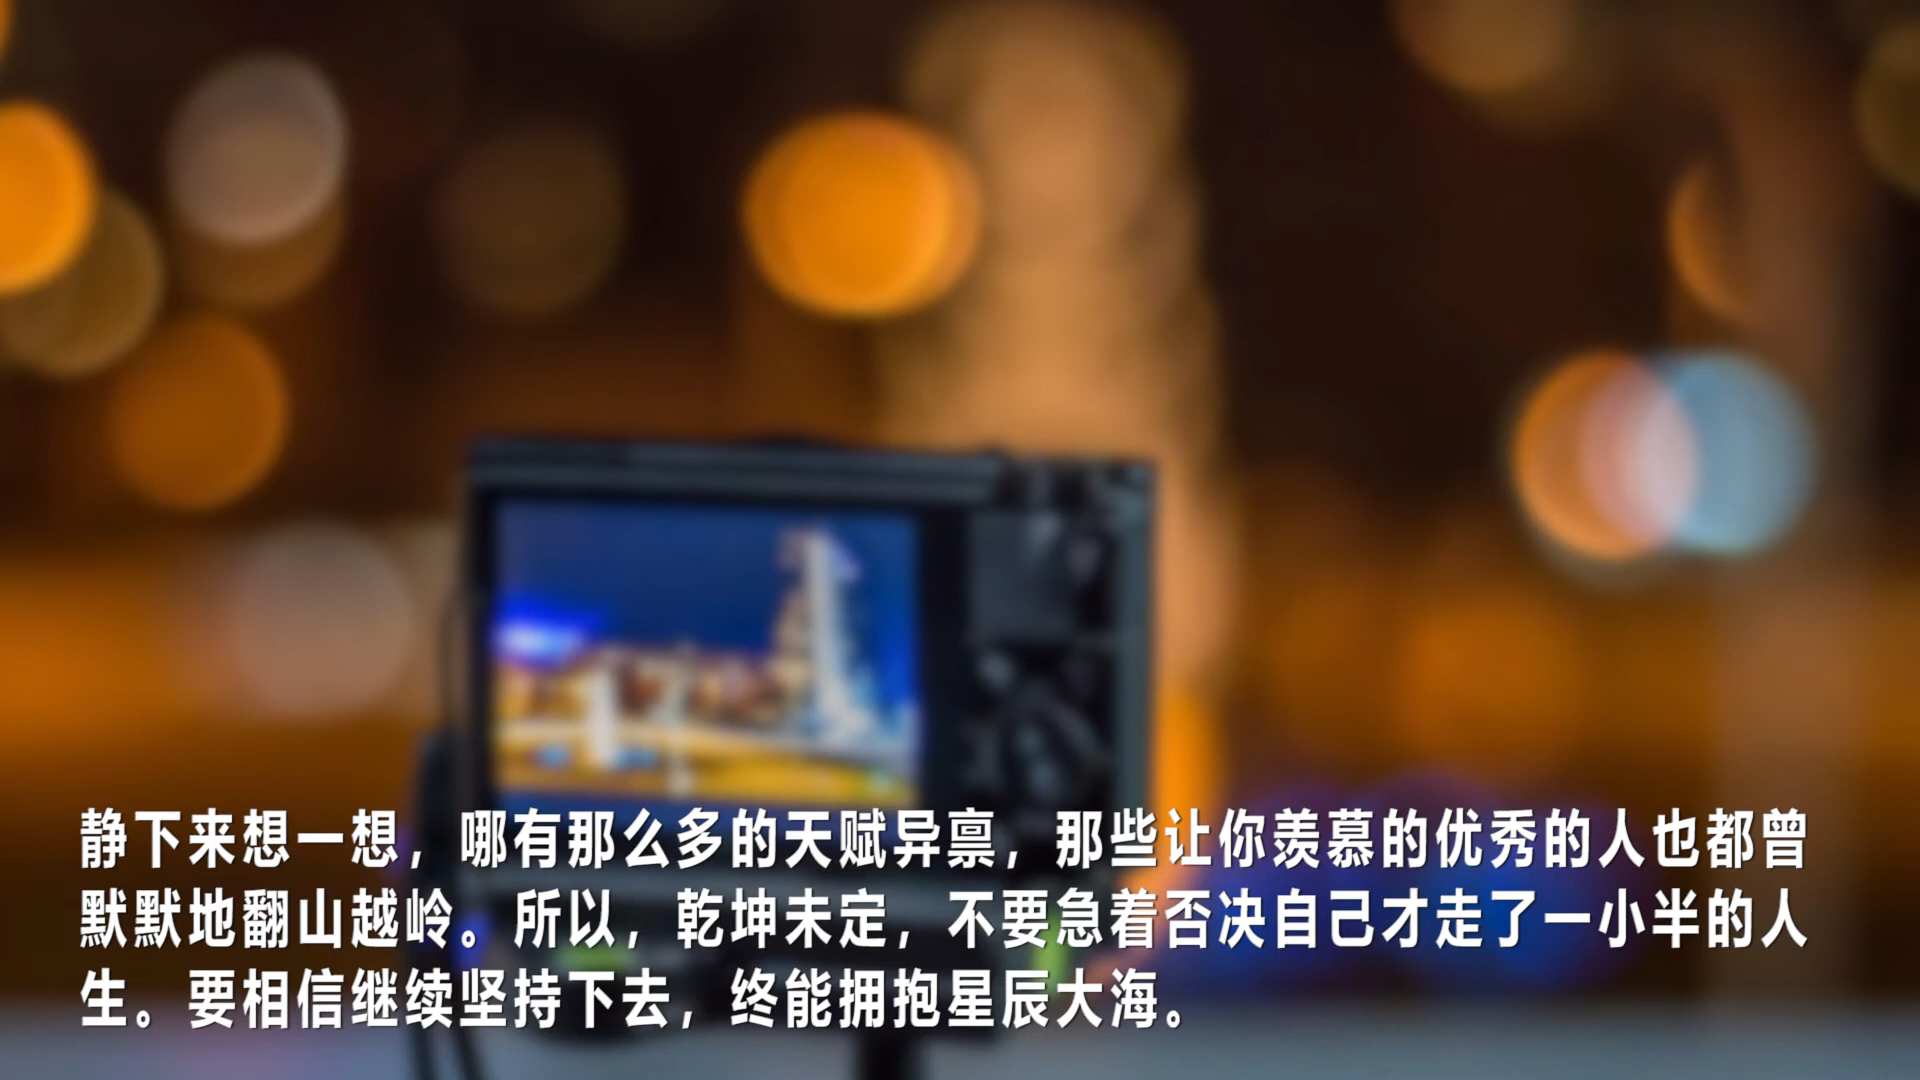 静下来想一想，哪有那么多的天赋异禀，那些让你羡慕的优秀的人也都曾
默默地翻山越岭。所以，乾坤未定，不要急着否决自己才走了一小半的人
生。要相信继续坚持下去，终能拥抱星辰大海。